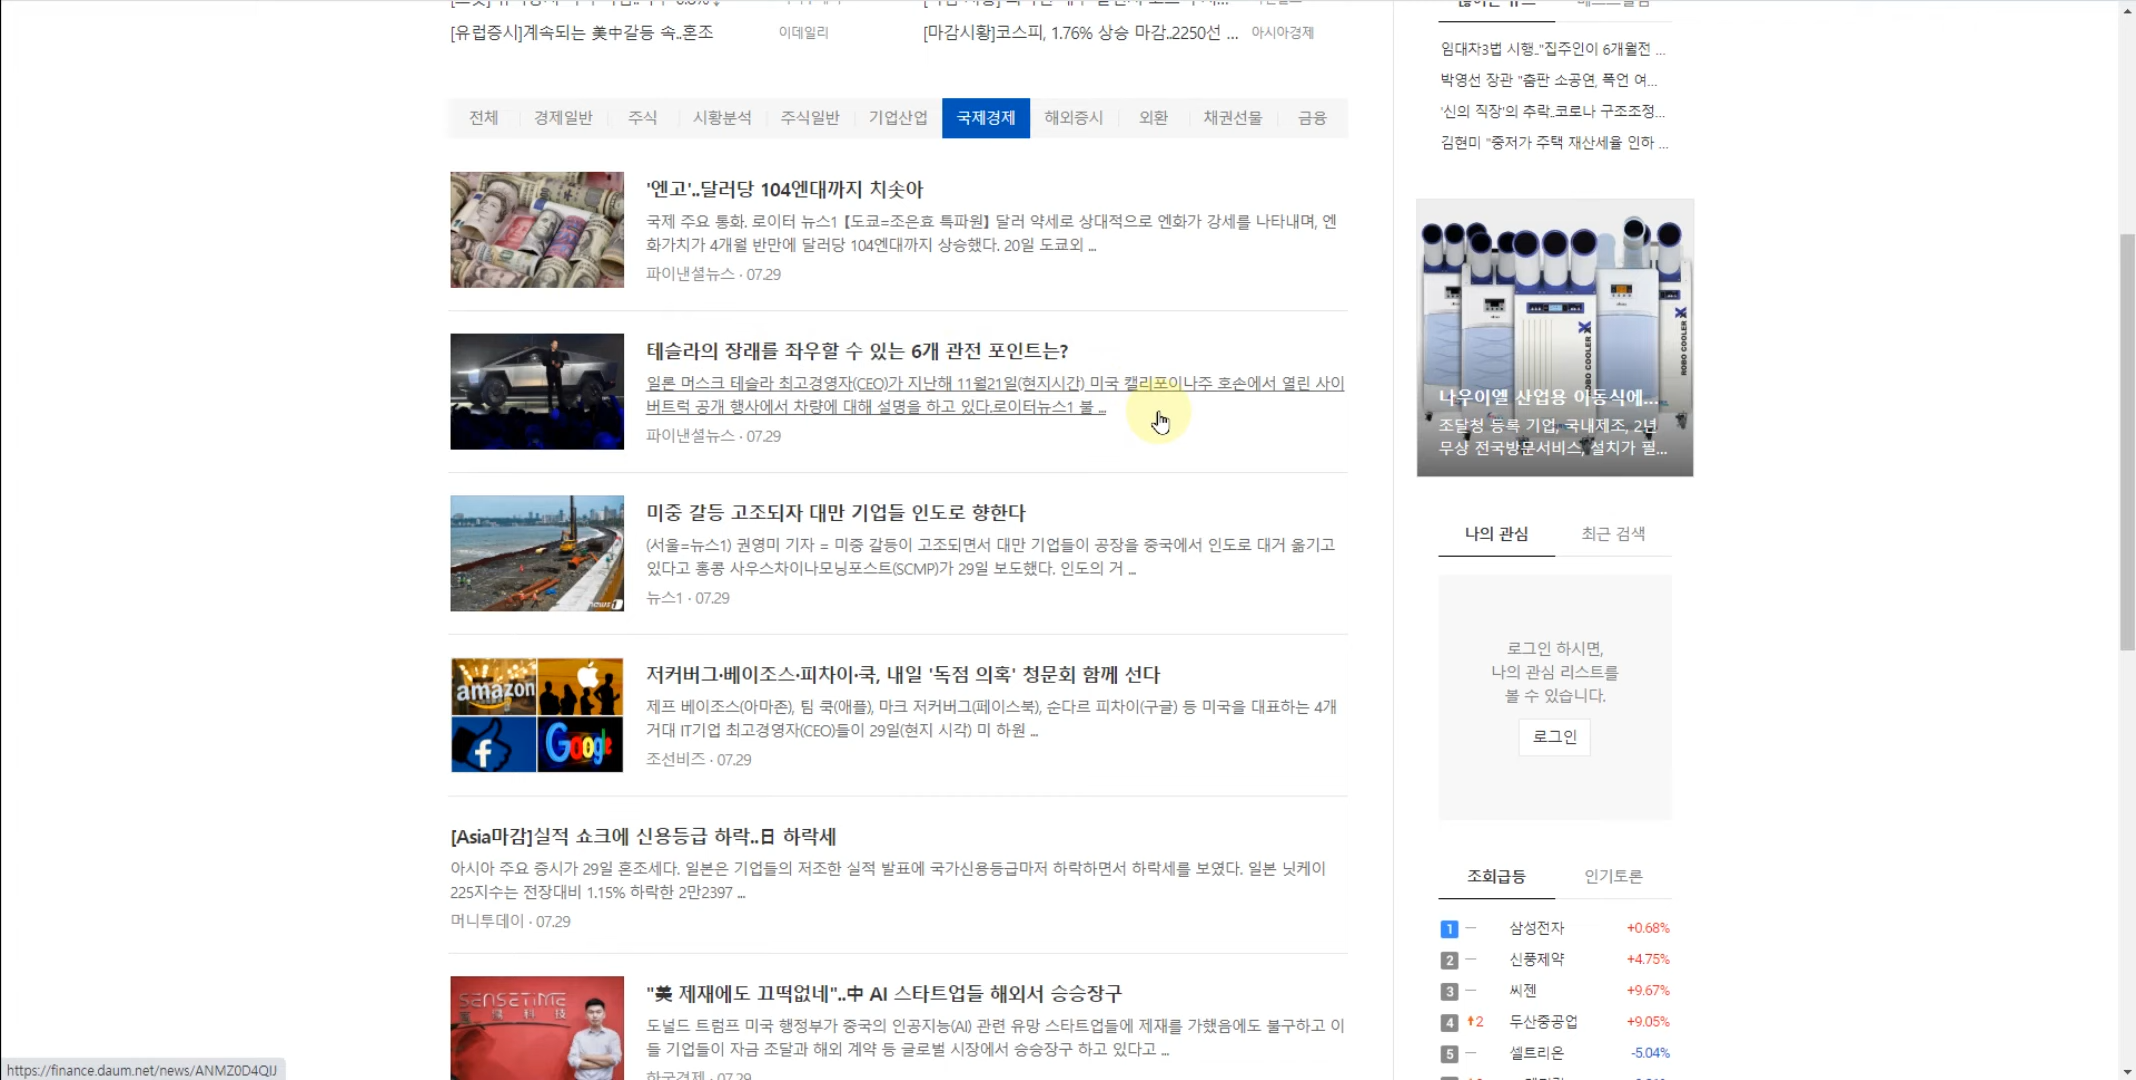 [유럽증시]계속되는 美中갈등 속..혼조 이데일리
[마감시황]코스피, 1.76% 상승 마감..2250선 ... 아시아경제
전체 경제일반 주식 시황분석 주식일반 기업산업 국제경제 해외증시 외환 채권선물 금융
'엔고'..달러당 104엔대까지 치솟아
국제 주요 통화. 로이터 뉴스1 【도쿄=조은효 특파원】 달러 약세로 상대적으로 엔화가 강세를 나타내며, 엔
화가치가 4개월 반만에 달러당 104엔대까지 상승했다. 20일 도쿄외 ...
파이낸셜뉴스 · 07.29
테슬라의 장래를 좌우할 수 있는 6개 관전 포인트는?
일론 머스크 테슬라 최고경영자(CEO)가 지난해 11월21일(현지시간) 미국 캘리포이나주 호손에서 열린 사이
버트럭 공개 행사에서 차량에 대해 설명을 하고 있다.로이터뉴스1 불 ...
파이낸셜뉴스 · 07.29
미중 갈등 고조되자 대만 기업들 인도로 향한다
(서울=뉴스1) 권영미 기자 = 미중 갈등이 고조되면서 대만 기업들이 공장을 중국에서 인도로 대거 옮기고
있다고 홍콩 사우스차이나모닝포스트(SCMP)가 29일 보도했다. 인도의 거 ...
뉴스1 · 07.29
news1
저커버그·베이조스·피차이·쿡, 내일 '독점 의혹' 청문회 함께 선다
제프 베이조스(아마존), 팀 쿡(애플), 마크 저커버그(페이스북), 순다르 피차이(구글) 등 미국을 대표하는 4개
거대 IT기업 최고경영자(CEO)들이 29일(현지 시각) 미 하원 ...
조선비즈 · 07.29
amazon
Google
[Asia마감]실적 쇼크에 신용등급 하락..日 하락세
아시아 주요 증시가 29일 혼조세다. 일본은 기업들의 저조한 실적 발표에 국가신용등급마저 하락하면서 하락세를 보였다. 일본 닛케이
225지수는 전장대비 1.15% 하락한 2만2397 ...
머니투데이 · 07.29
"美 제재에도 끄떡없네"..中 AI 스타트업들 해외서 승승장구
도널드 트럼프 미국 행정부가 중국의 인공지능(AI) 관련 유망 스타트업들에 제재를 가했음에도 불구하고 이
들 기업들이 자금 조달과 해외 계약 등 글로벌 시장에서 승승장구 하고 있다고 ...
한국경제 · 07.29
SENSETIME
임대차3법 시행.."집주인이 6개월전 ...
박영선 장관 "춤판 소공연, 폭언 여...
'신의 직장'의 추락..코로나 구조조정...
김현미 "중저가 주택 재산세율 인하 ...
ROBO COOLER X
ROBO COOLER X
나우이엘 산업용 이동식에...
조달청 등록 기업, 국내제조, 2년
무상 전국방문서비스, 설치가 필...
나의 관심 최근 검색
로그인 하시면,
나의 관심 리스트를
볼 수 있습니다.
로그인
조회급등 인기토론
1 － 삼성전자 +0.68%
2 － 신풍제약 +4.75%
3 － 씨젠 +9.67%
4 ↑2 두산중공업 +9.05%
5 － 셀트리온 -5.04%
https://finance.daum.net/news/ANMZ0D4QIJ